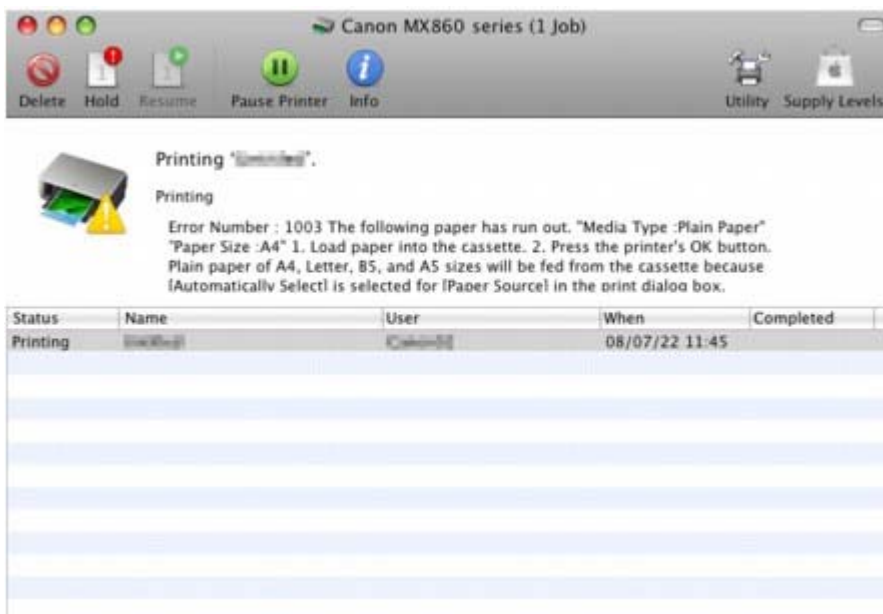 Canon MX860 series (1 Job)
Delete Hold Resume Pause Printer Info Utility Supply Levels
Printing " ".
Printing
Error Number : 1003 The following paper has run out. "Media Type :Plain Paper"
"Paper Size :A4" 1. Load paper into the cassette. 2. Press the printer's OK button.
Plain paper of A4, Letter, B5, and A5 sizes will be fed from the cassette because
[Automatically Select] is selected for [Paper Source] in the print dialog box.
Status Name User When Completed
Printing 08/07/22 11:45